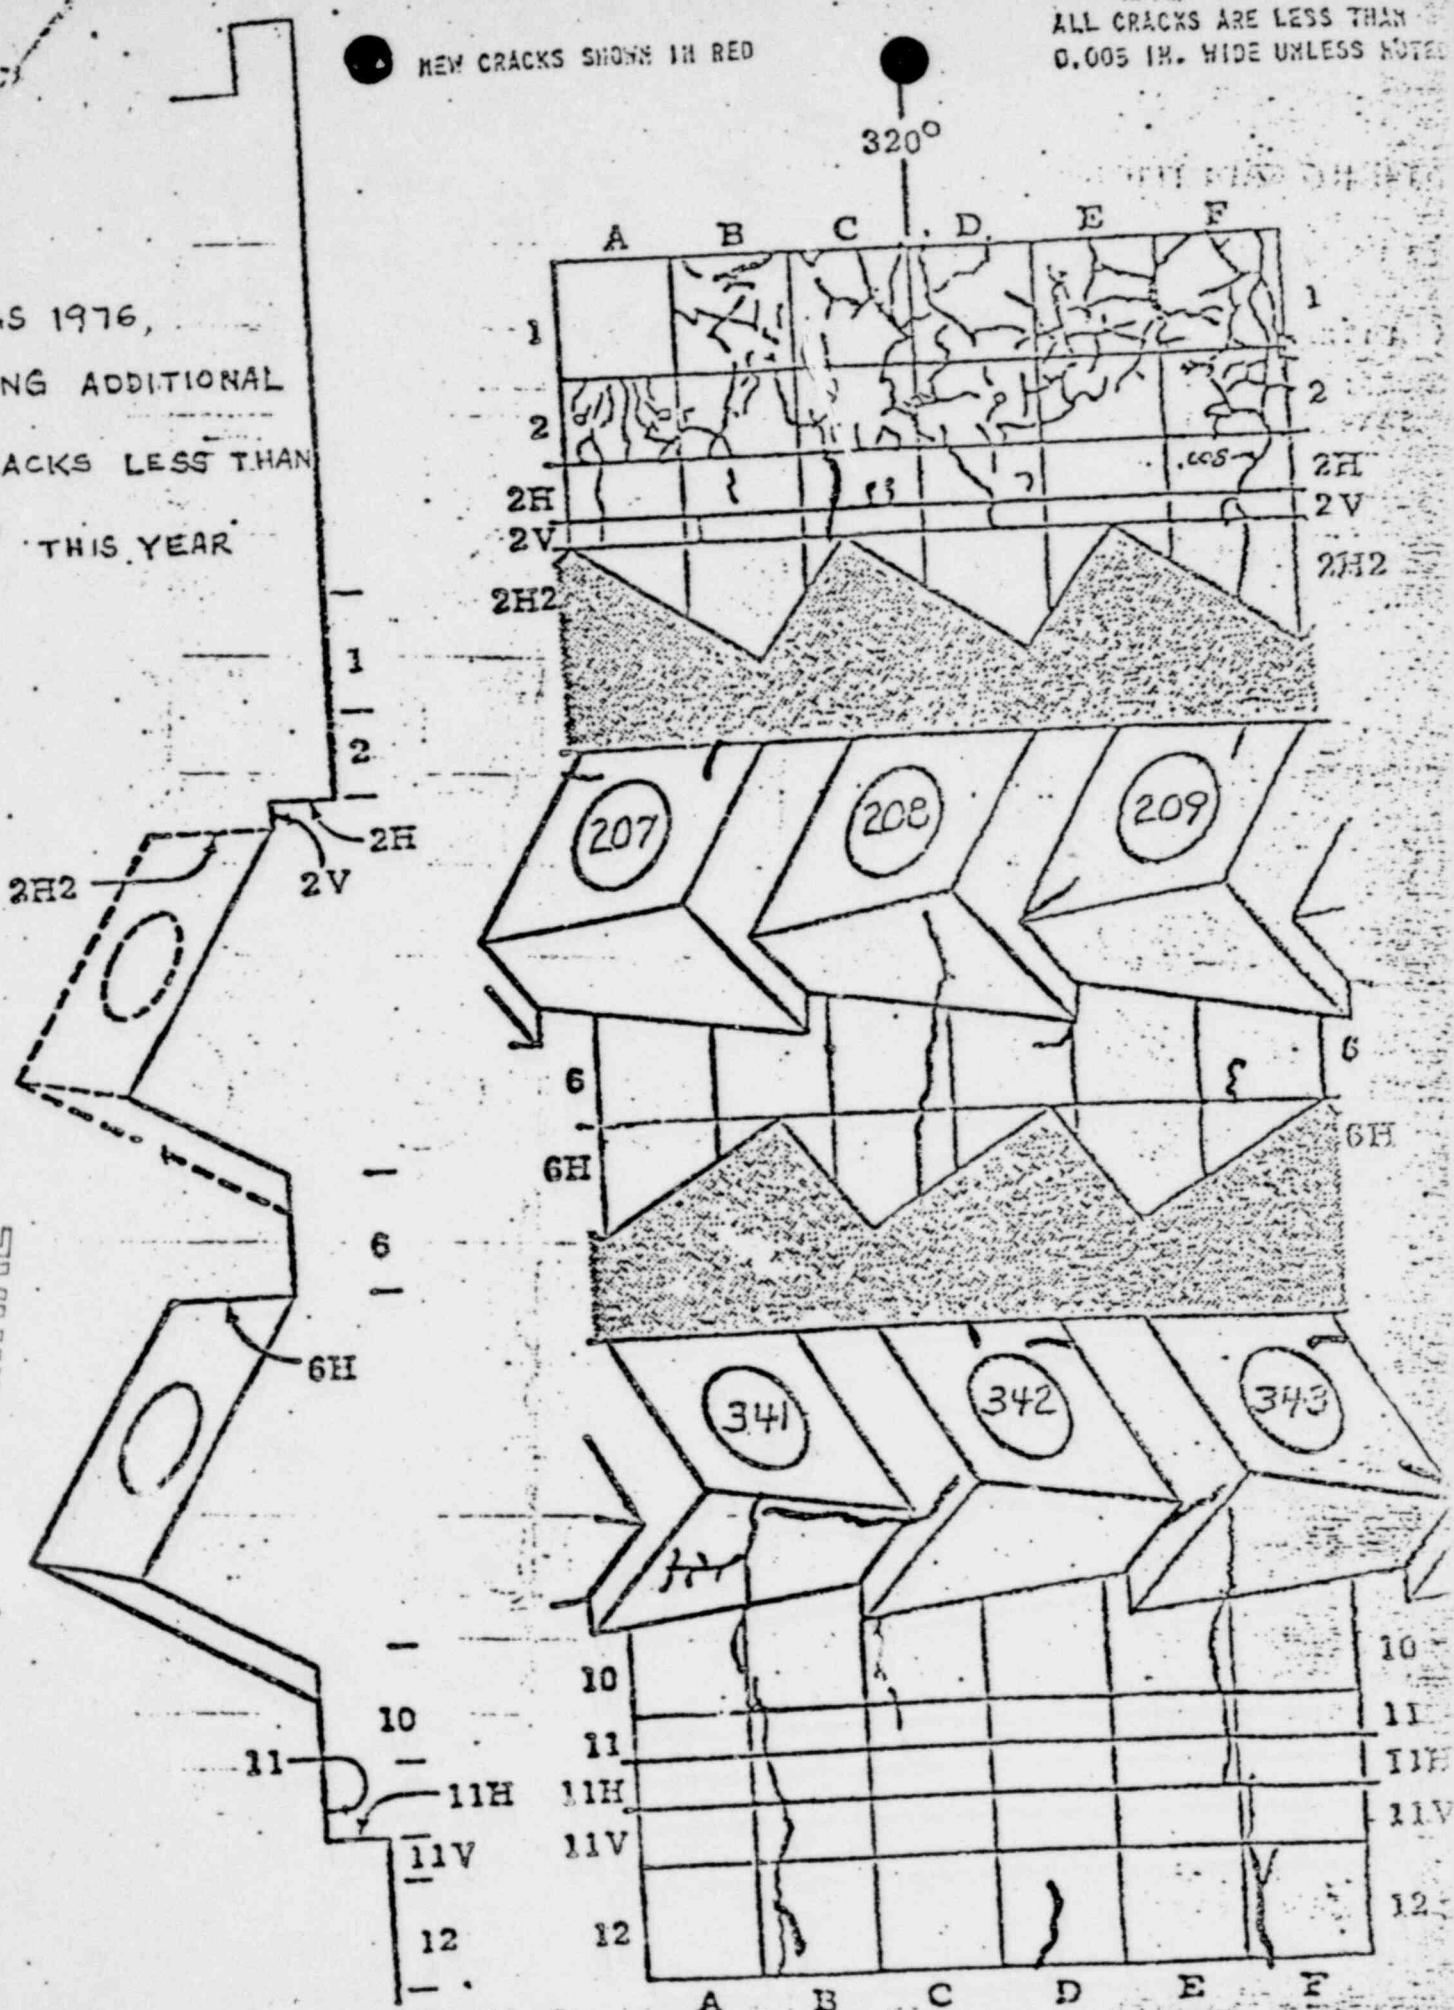 NEW CRACKS SHOWN IN RED
ALL CRACKS ARE LESS THAN
0.005 IN. WIDE UNLESS NOTED
320°
A B C D E F
1 1
S 1976,
NG ADDITIONAL
2 2
ACKS LESS THAN
2H 2H
2V 2V
THIS YEAR
2H2 2H2
1
2
207 208 209
2H
2H2 2V
6 6
6H 6H
6
6H
341 342 343
10 10
10
11 11
11
11H 11H 11H
11V 11V
11V
12 12
12
A B C D E F